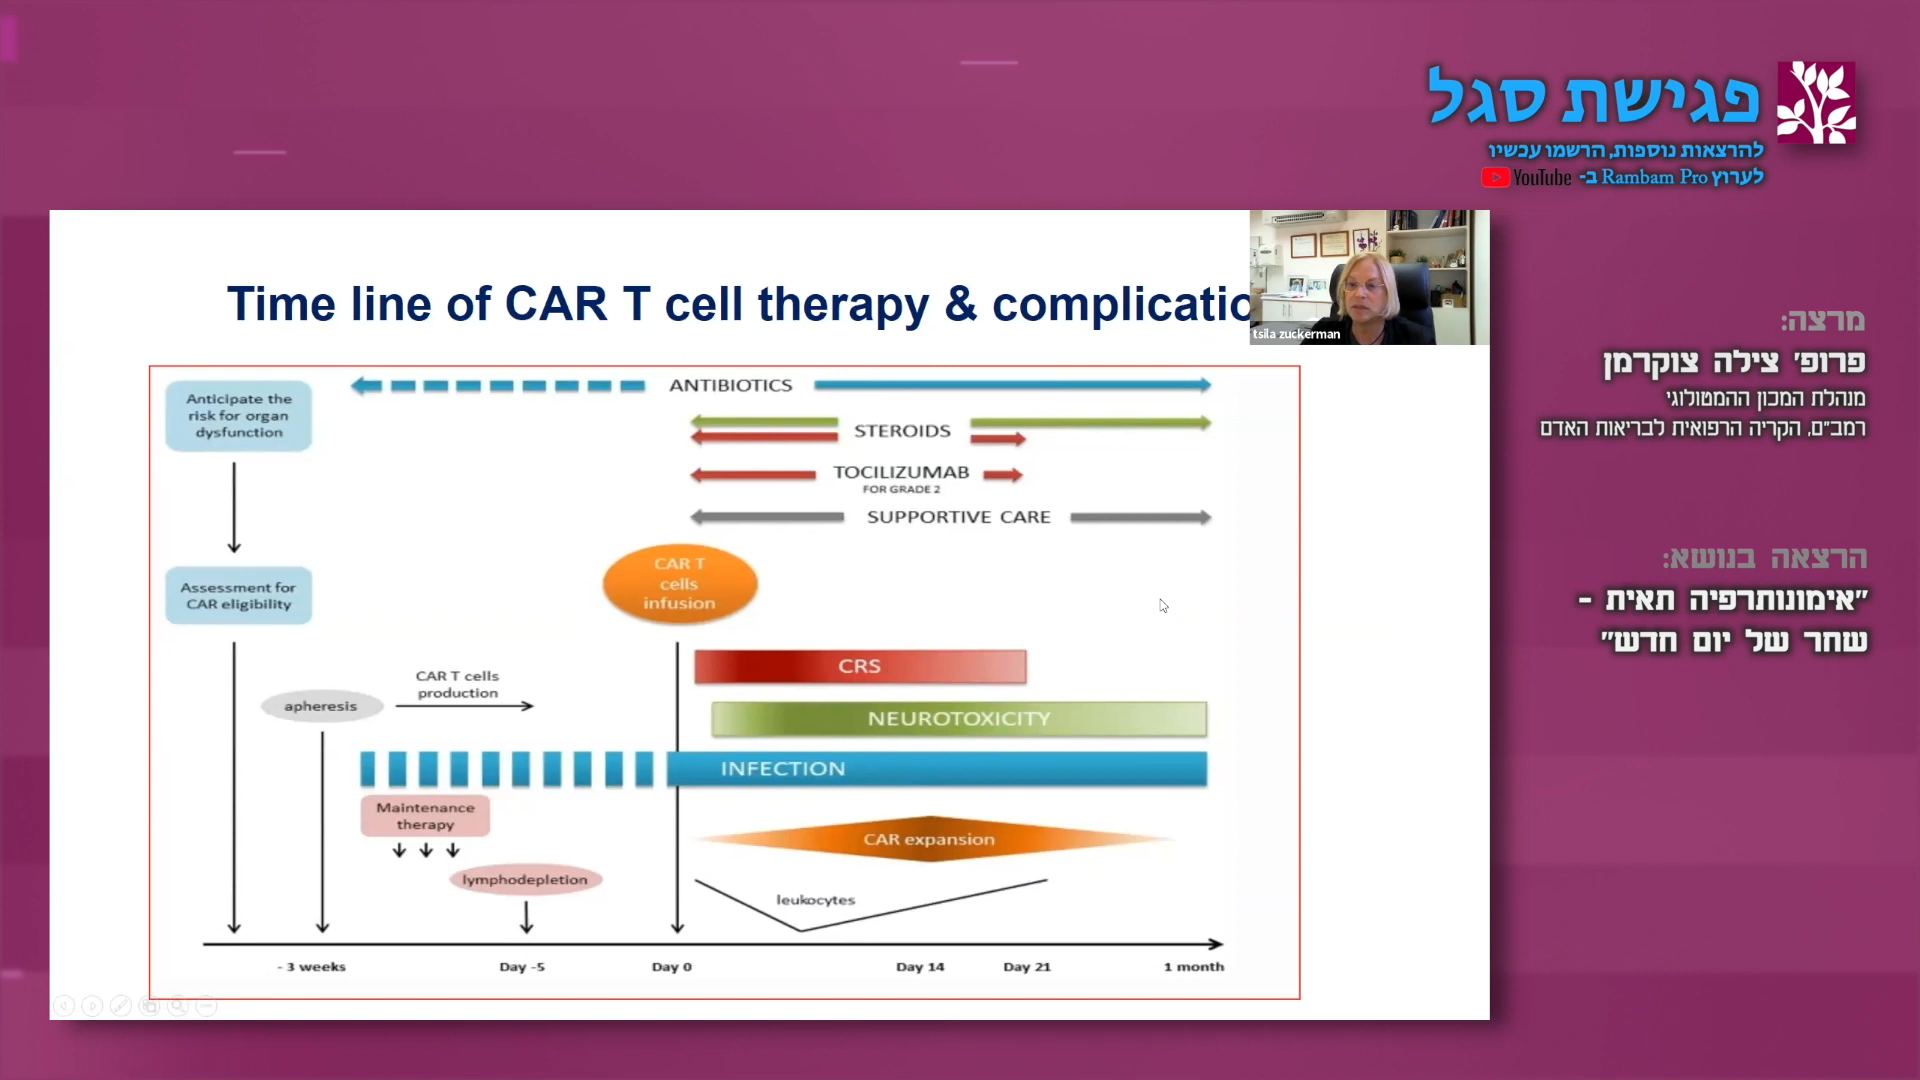 פגישת סגל
להרצאות נוספות, הרשמו עכשיו
לערוץ Rambam Pro ב- YouTube
Time line of CAR T cell therapy & complicatio
tsila zuckerman
מרצה:
פרופ' צילה צוקרמן
מנהלת המכון ההמטולוגי
רמב"ם, הקריה הרפואית לבריאות האדם
הרצאה בנושא:
"אימונותרפיה תאית -
שחר של יום חדש"
Anticipate the
risk for organ
dysfunction
ANTIBIOTICS
STEROIDS
TOCILIZUMAB
FOR GRADE 2
SUPPORTIVE CARE
Assessment for
CAR eligibility
CAR T
cells
infusion
CRS
apheresis
CAR T cells
production
NEUROTOXICITY
INFECTION
Maintenance
therapy
CAR expansion
lymphodepletion
leukocytes
- 3 weeks
Day -5
Day 0
Day 14
Day 21
1 month